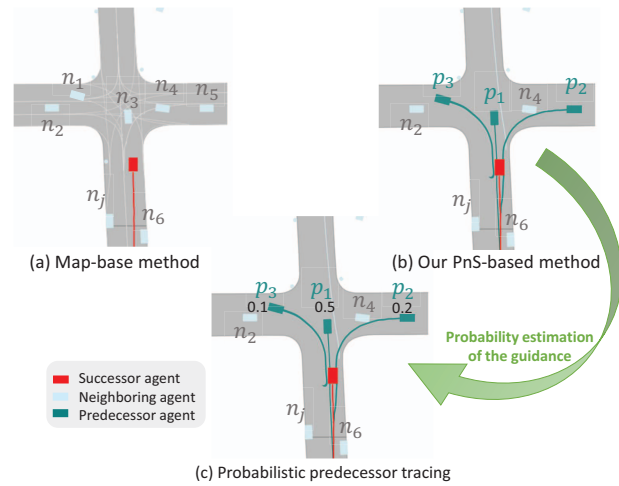 n₁ n₃ n₄ n₅
n₂
nⱼ n₆
(a) Map-base method
p₃ p₁ n₄ p₂
n₂
nⱼ n₆
(b) Our PnS-based method
p₃ p₁ p₂
0.1 0.5 n₄ 0.2
n₂
nⱼ n₆
Probability estimation
of the guidance
Successor agent
Neighboring agent
Predecessor agent
(c) Probabilistic predecessor tracing